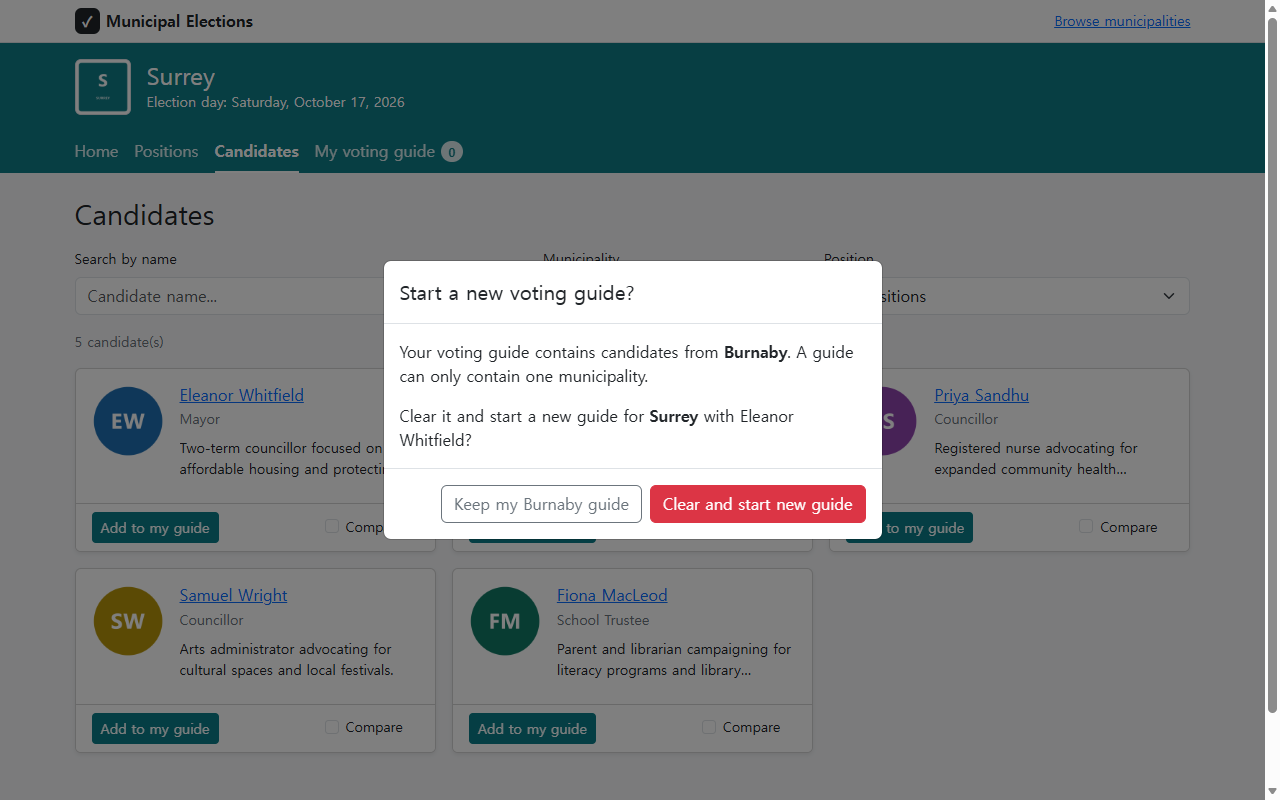 ✓ Municipal Elections
Browse municipalities
S
Surrey
Election day: Saturday, October 17, 2026
Home Positions Candidates My voting guide 0
Candidates
Search by name
Municipality
Position
Candidate name...
sitions
5 candidate(s)
Start a new voting guide?
Your voting guide contains candidates from Burnaby. A guide
can only contain one municipality.
Clear it and start a new guide for Surrey with Eleanor
Whitfield?
Keep my Burnaby guide
Clear and start new guide
EW
Eleanor Whitfield
Mayor
Two-term councillor focused on
affordable housing and protecti
Add to my guide
Comp
S
Priya Sandhu
Councillor
Registered nurse advocating for
expanded community health...
to my guide
Compare
SW
Samuel Wright
Councillor
Arts administrator advocating for
cultural spaces and local festivals.
Add to my guide
Compare
FM
Fiona MacLeod
School Trustee
Parent and librarian campaigning for
literacy programs and library...
Add to my guide
Compare